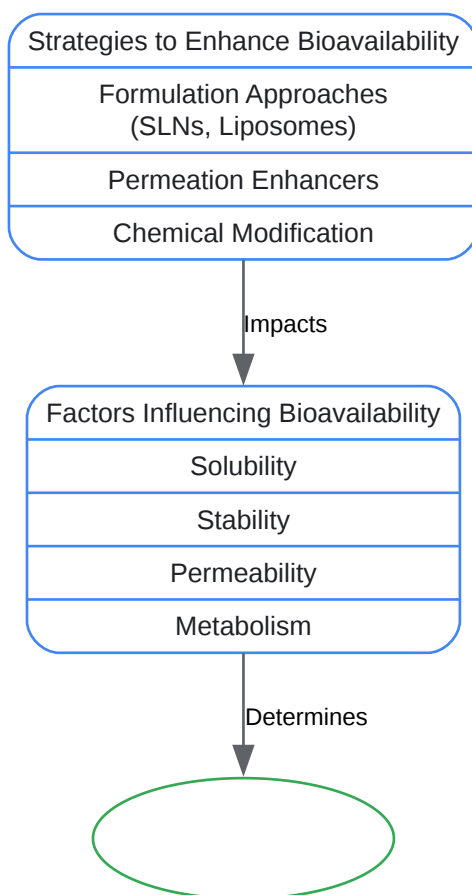 Strategies to Enhance Bioavailability
Formulation Approaches
(SLNs, Liposomes)
Permeation Enhancers
Chemical Modification
Impacts
Factors Influencing Bioavailability
Solubility
Stability
Permeability
Metabolism
Determines